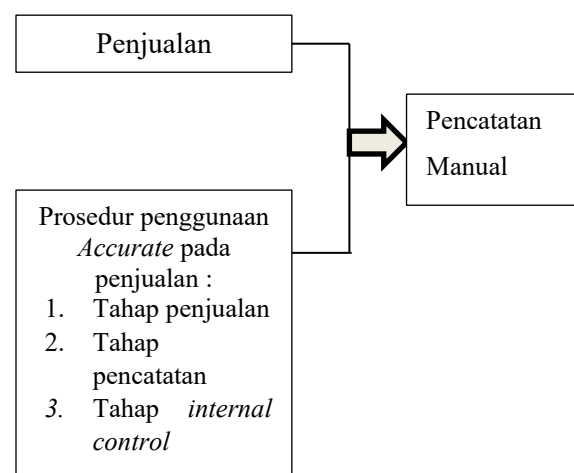 Penjualan
Pencatatan
Manual
Prosedur penggunaan
Accurate pada
penjualan :
1. Tahap penjualan
2. Tahap
pencatatan
3. Tahap internal
control